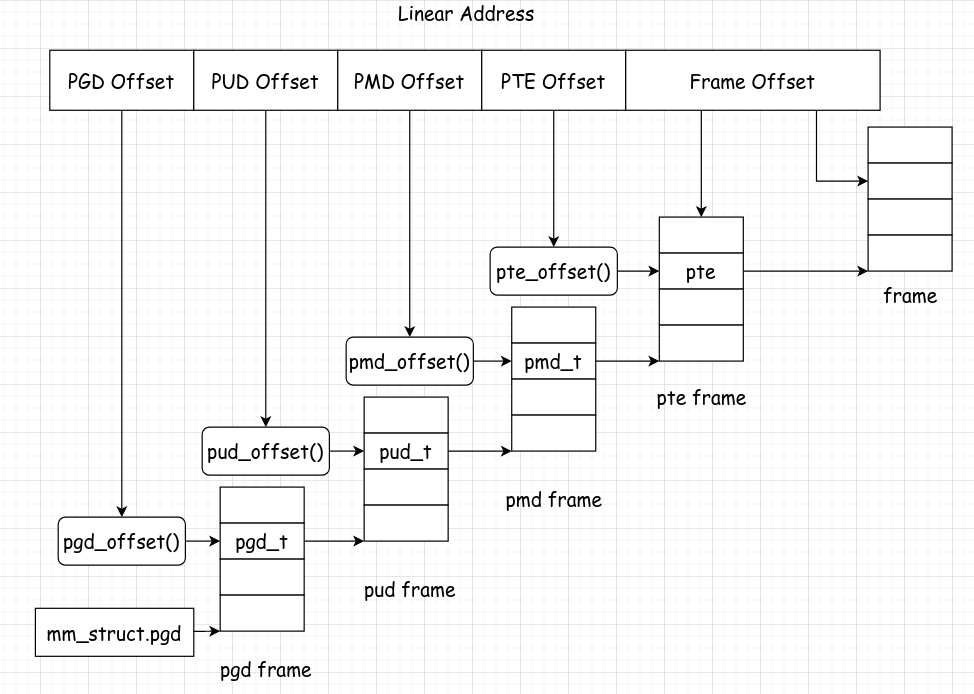 Linear Address
PGD Offset
PUD Offset
PMD Offset
PTE Offset
Frame Offset
pte_offset()
pte
frame
pmd_offset()
pmd_t
pte frame
pud_offset()
pud_t
pmd frame
pgd_offset()
pgd_t
pud frame
mm_struct.pgd
pgd frame